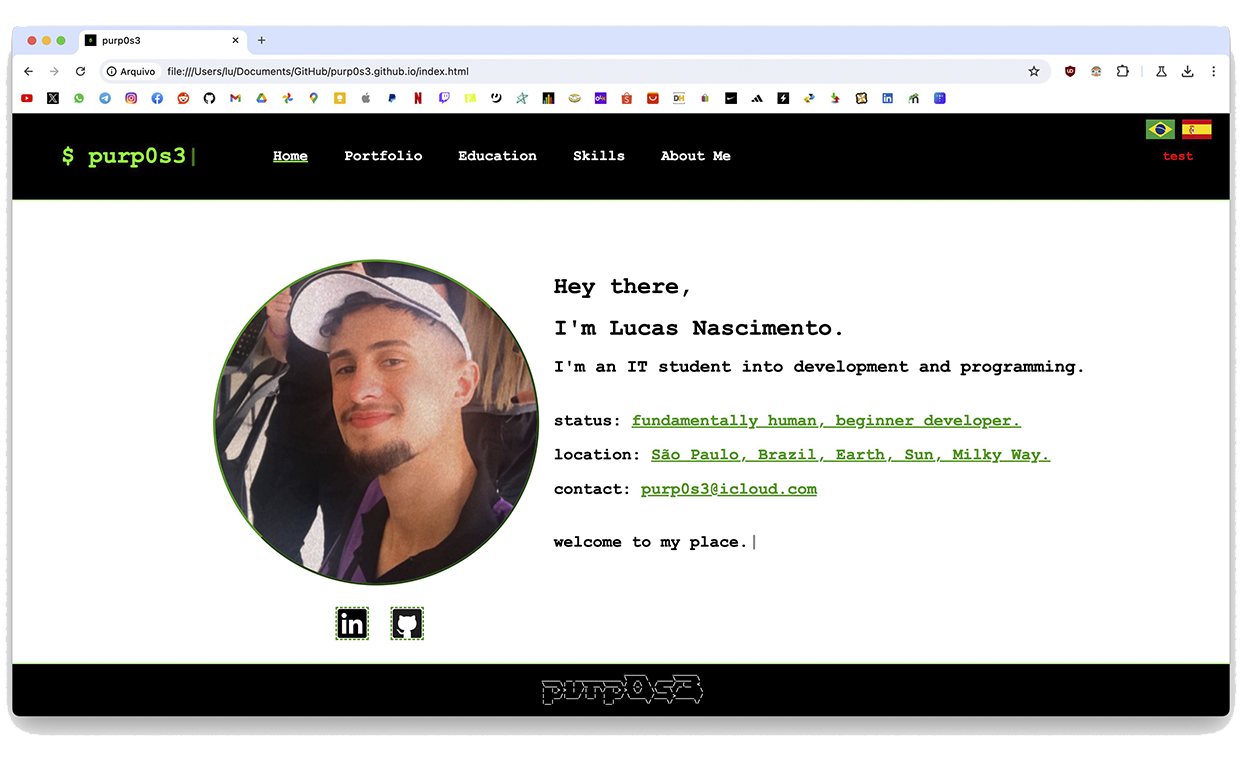 purp0s3
Arquivo file:///Users/lu/Documents/GitHub/purp0s3.github.io/index.html
$ purp0s3|
Home Portfolio Education Skills About Me
test
Hey there,
I'm Lucas Nascimento.
I'm an IT student into development and programming.
status: fundamentally human, beginner developer.
location: São Paulo, Brazil, Earth, Sun, Milky Way.
contact: purp0s3@icloud.com
welcome to my place.|
in
purp0s3